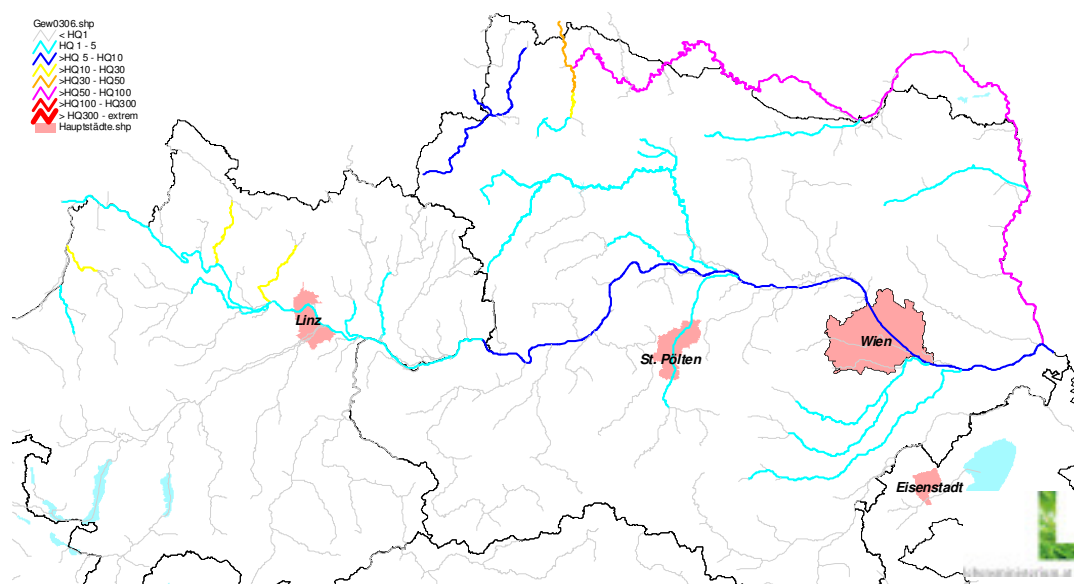 Gew0306.shp
< HQ1
HQ 1 - 5
>HQ 5 - HQ10
>HQ10 - HQ30
>HQ30 - HQ50
>HQ50 - HQ100
>HQ100 - HQ300
> HQ300 - extrem
Hauptstädte.shp
Linz
Wien
St. Pölten
Eisenstadt
L